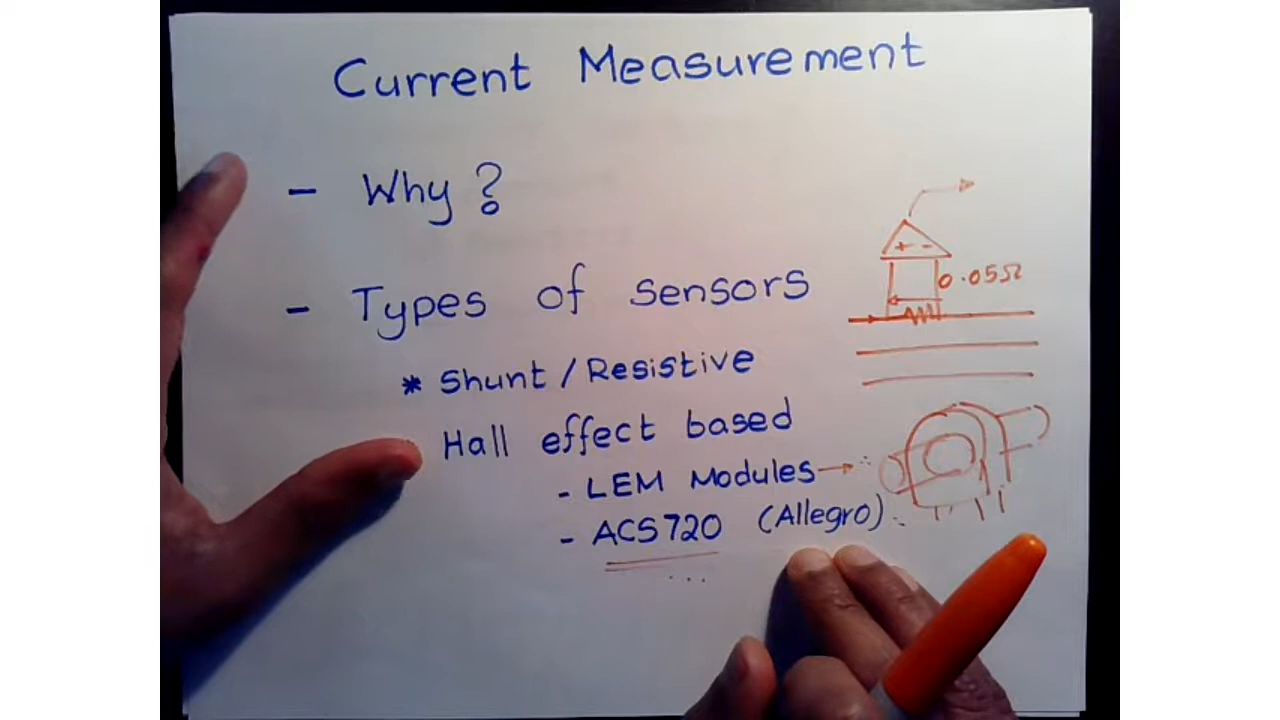 Current Measurement
- Why?
- Types of sensors
* Shunt / Resistive
Hall effect based
- LEM Modules →
- ACS720 (Allegro)
...
+ -
0.05Ω